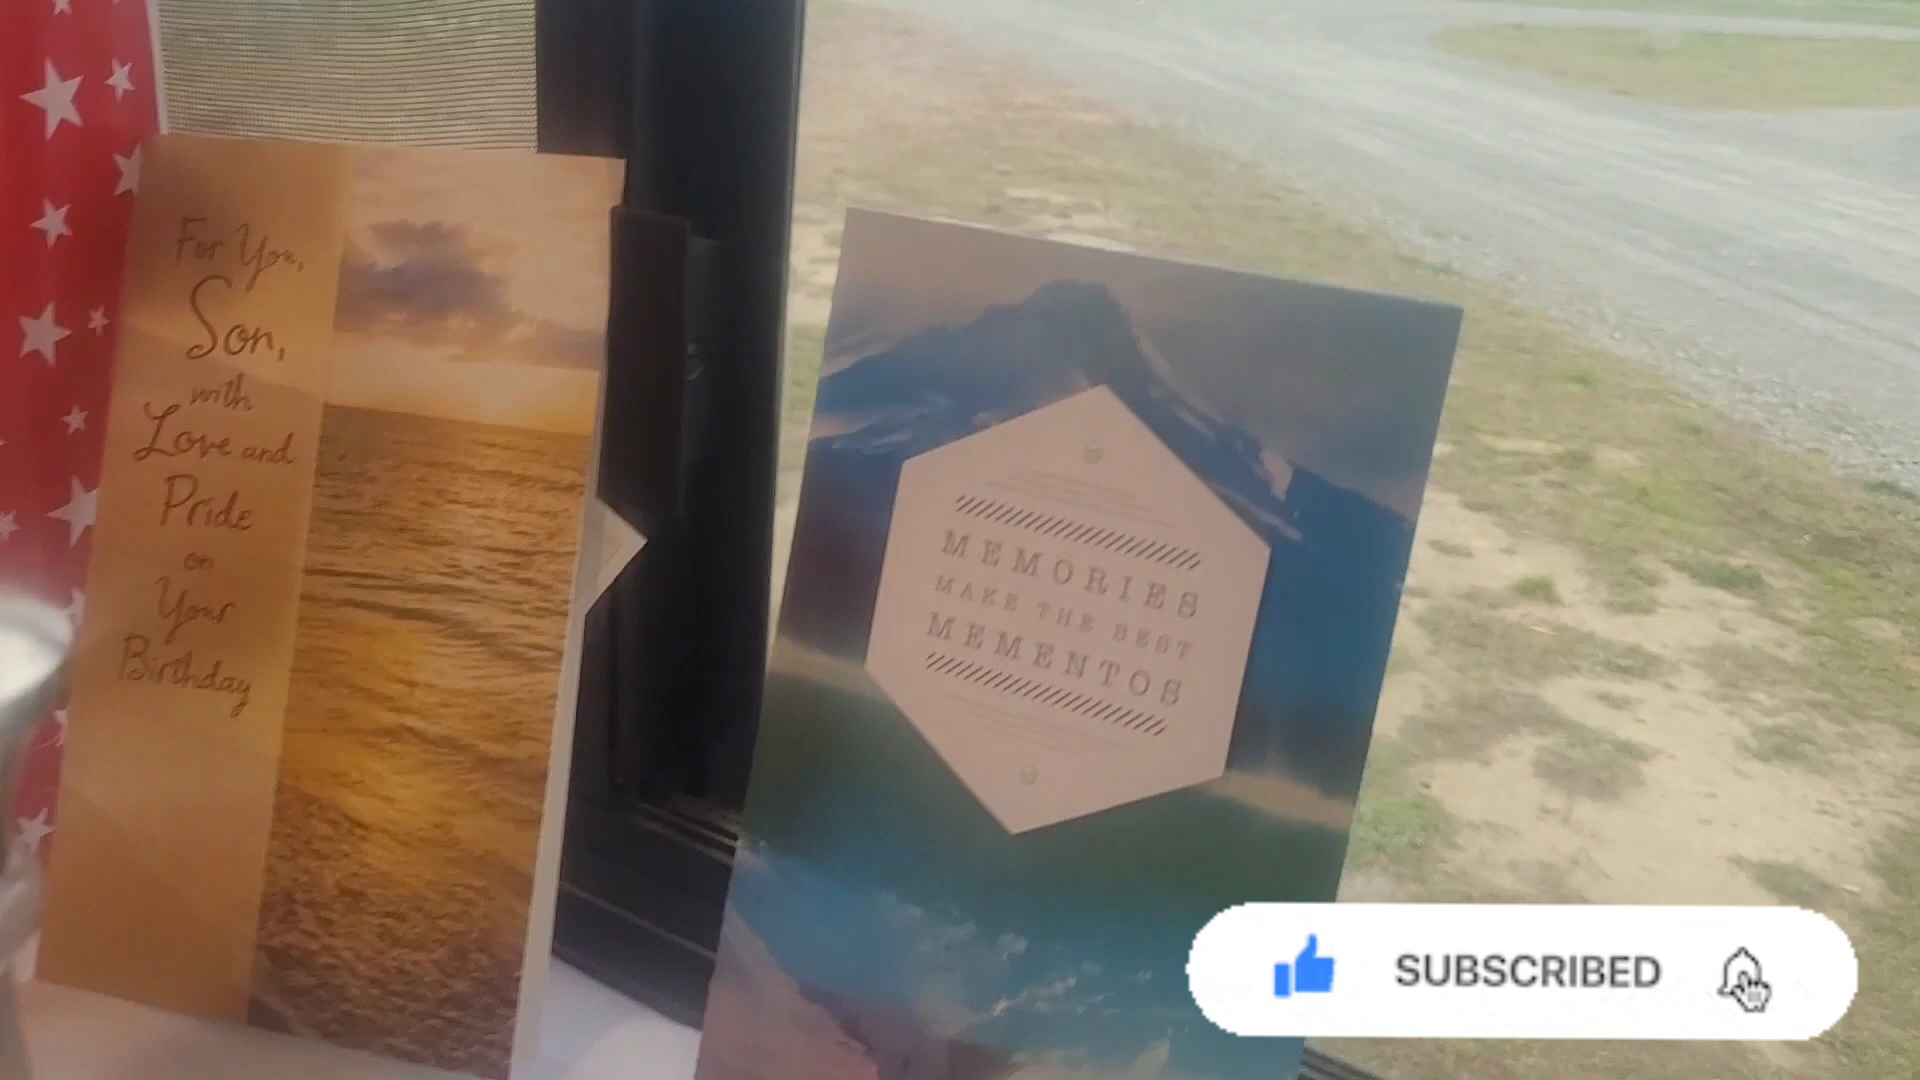 For You,
Son,
with
Love and
Pride
on
Your
Birthday
MEMORIES
MAKE THE BEST
MEMENTOS
SUBSCRIBED